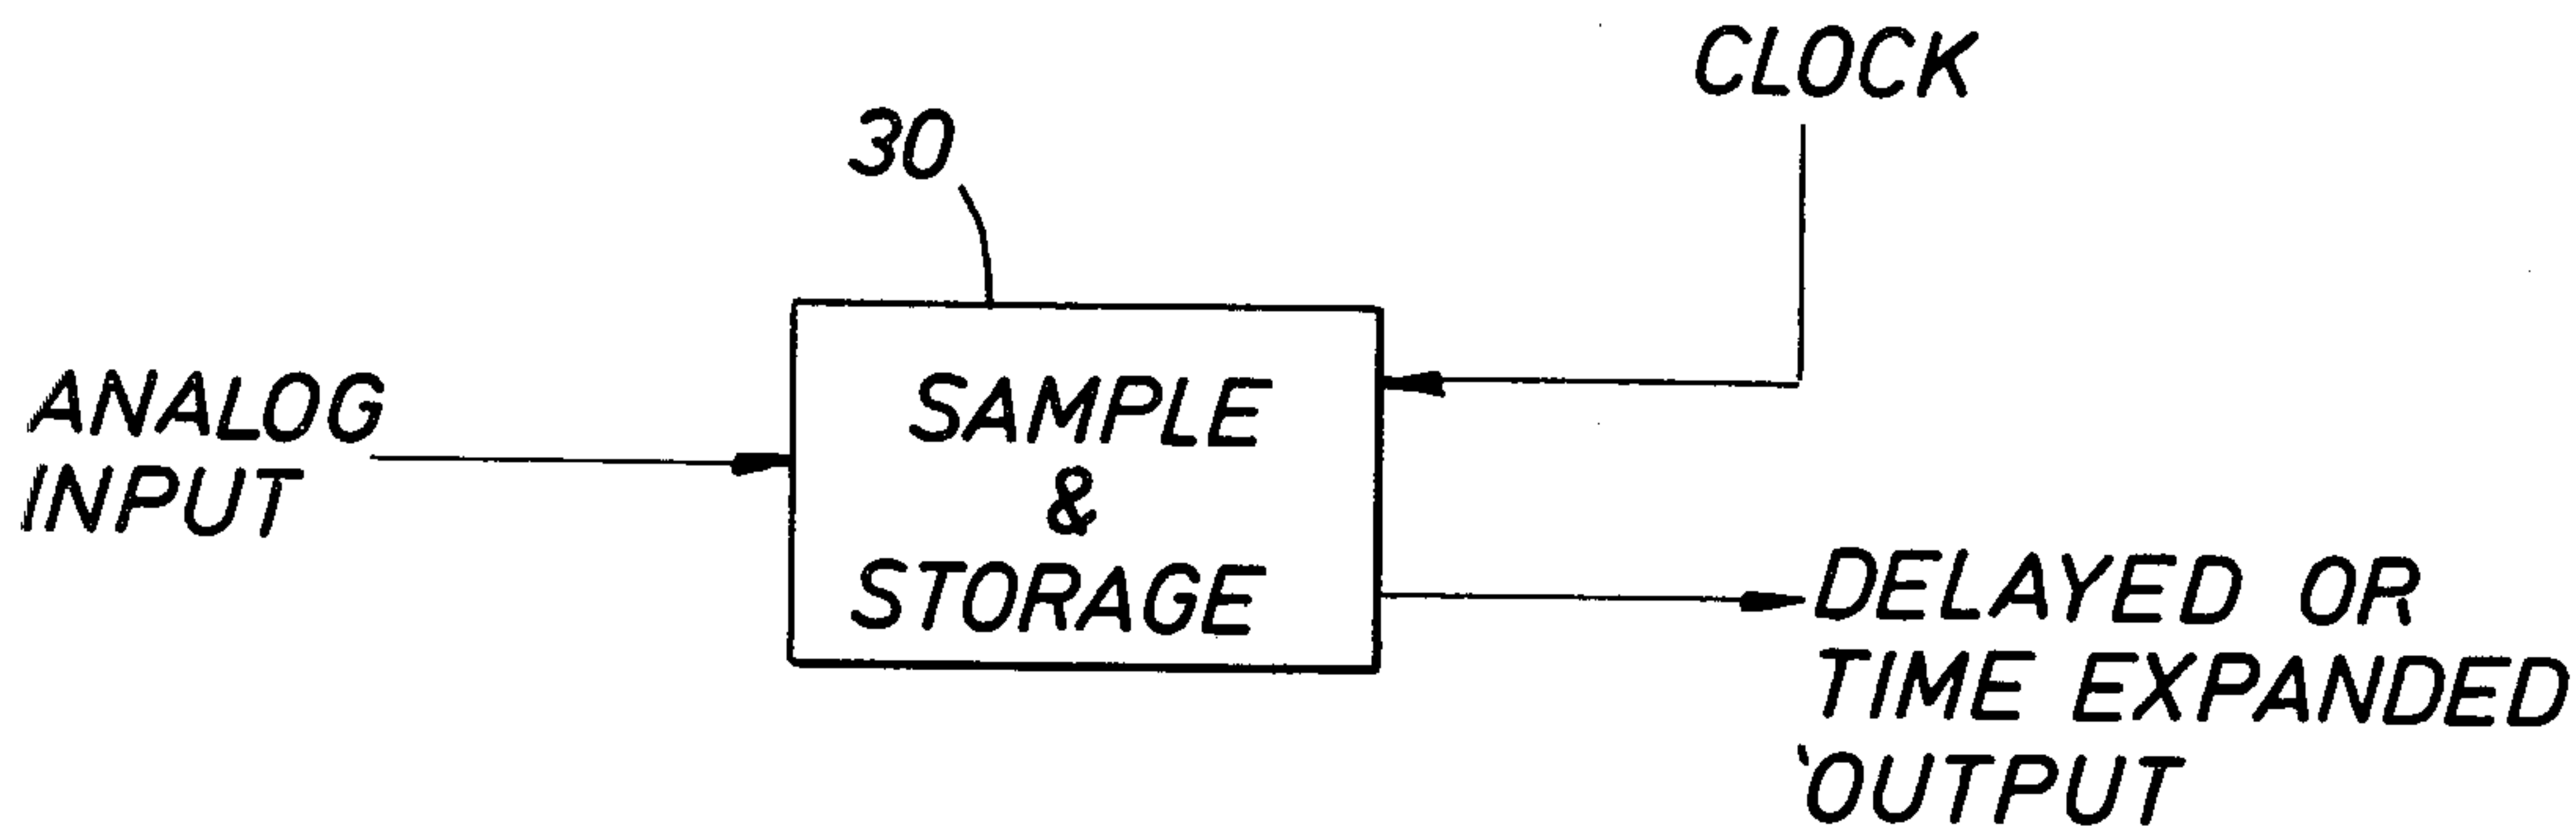 CLOCK
30
ANALOG
INPUT
SAMPLE
&
STORAGE
DELAYED OR
TIME EXPANDED
OUTPUT